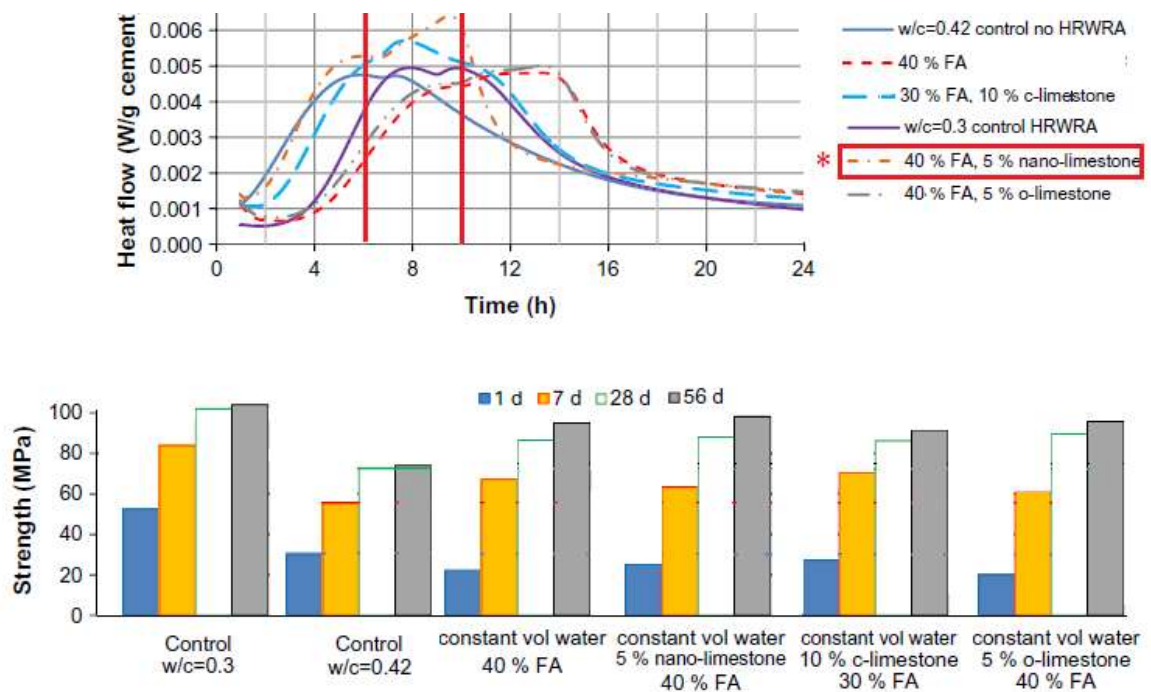 0.006
0.005
0.004
0.003
0.002
0.001
0.000
Heat flow (W/g cement
0 4 8 12 16 20 24
Time (h)
w/c=0.42 control no HRWRA
40 % FA
30 % FA, 10 % c-limestone
w/c=0.3 control HRWRA
* 40 % FA, 5 % nano-limestone
40 % FA, 5 % o-limestone
1 d 7 d 28 d 56 d
100
80
60
40
20
0
Strength (MPa)
Control
w/c=0.3
Control
w/c=0.42
constant vol water
40 % FA
constant vol water
5 % nano-limestone
40 % FA
constant vol water
10 % c-limestone
30 % FA
constant vol water
5 % o-limestone
40 % FA